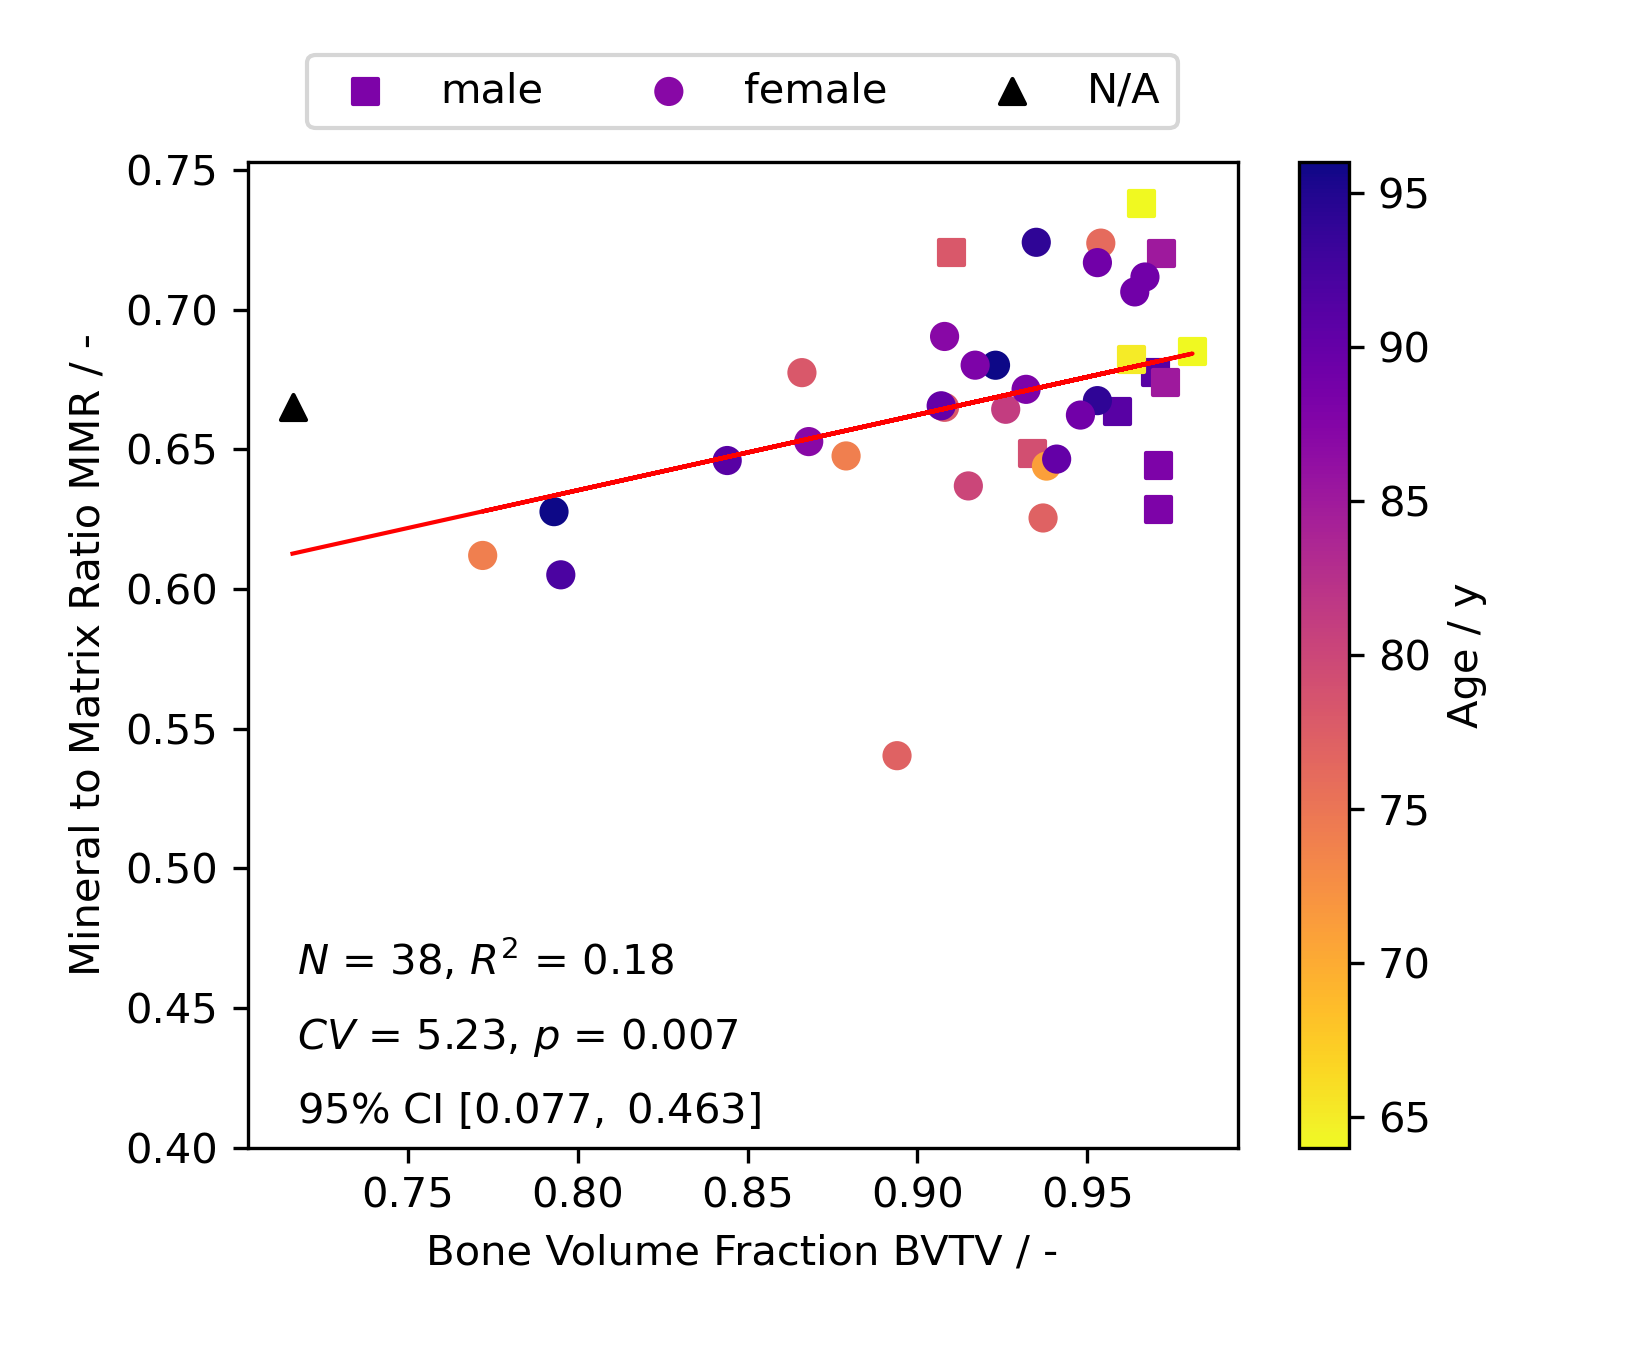 male female N/A
0.75
0.70
0.65
0.60
0.55
0.50
0.45
0.40
Mineral to Matrix Ratio MMR / -
N = 38, R² = 0.18
CV = 5.23, p = 0.007
95% CI [0.077, 0.463]
0.75 0.80 0.85 0.90 0.95
Bone Volume Fraction BVTV / -
95
90
85
80
75
70
65
Age / y